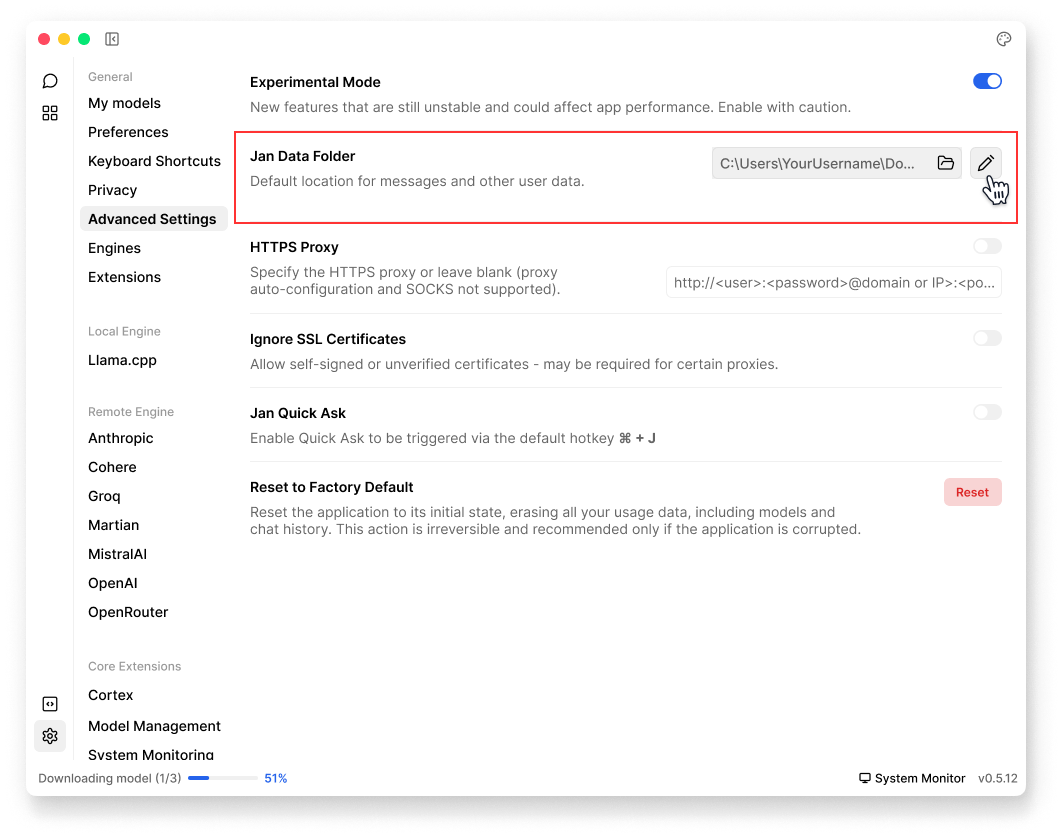 General
My models
Preferences
Keyboard Shortcuts
Privacy
Advanced Settings
Engines
Extensions
Local Engine
Llama.cpp
Remote Engine
Anthropic
Cohere
Groq
Martian
MistralAI
OpenAI
OpenRouter
Core Extensions
Cortex
Model Management
System Monitoring
Experimental Mode
New features that are still unstable and could affect app performance. Enable with caution.
Jan Data Folder
Default location for messages and other user data.
C:\Users\YourUsername\Do...
HTTPS Proxy
Specify the HTTPS proxy or leave blank (proxy
auto-configuration and SOCKS not supported).
http://<user>:<password>@domain or IP>:<po...
Ignore SSL Certificates
Allow self-signed or unverified certificates - may be required for certain proxies.
Jan Quick Ask
Enable Quick Ask to be triggered via the default hotkey ⌘ + J
Reset to Factory Default
Reset the application to its initial state, erasing all your usage data, including models and
chat history. This action is irreversible and recommended only if the application is corrupted.
Reset
Downloading model (1/3) 51%
System Monitor v0.5.12